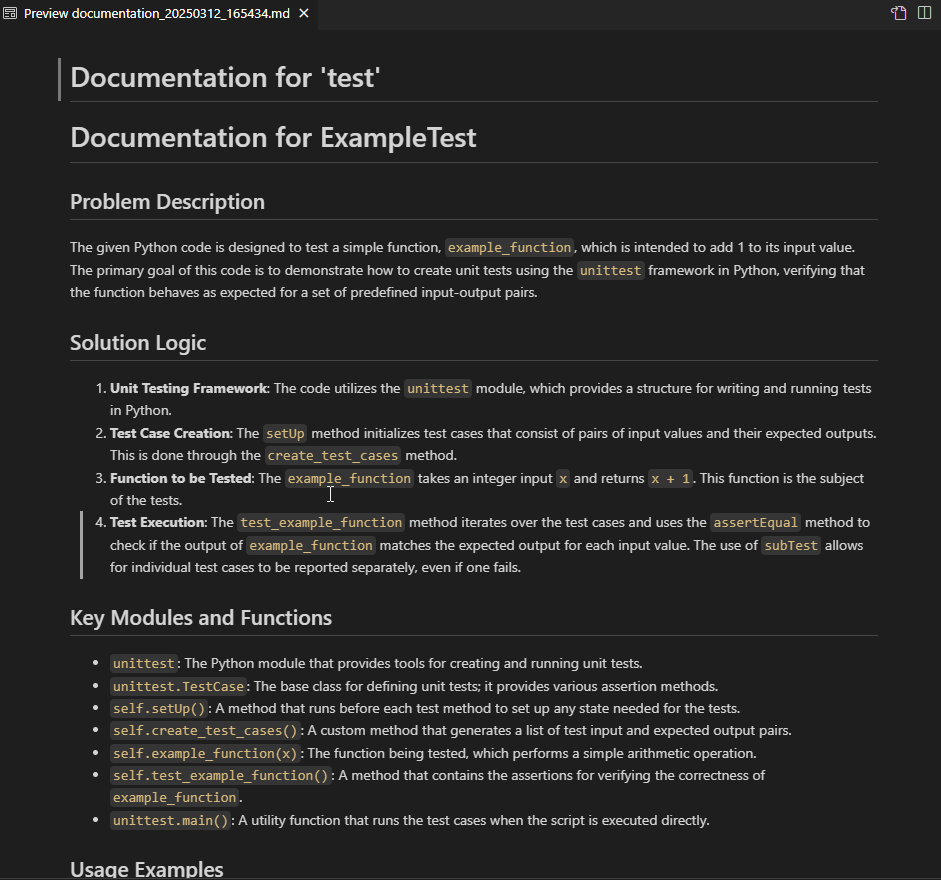 Preview documentation_20250312_165434.md
Documentation for 'test'
Documentation for ExampleTest
Problem Description
The given Python code is designed to test a simple function, example_function, which is intended to add 1 to its input value.
The primary goal of this code is to demonstrate how to create unit tests using the unittest framework in Python, verifying that
the function behaves as expected for a set of predefined input-output pairs.
Solution Logic
1. Unit Testing Framework: The code utilizes the unittest module, which provides a structure for writing and running tests
in Python.
2. Test Case Creation: The setUp method initializes test cases that consist of pairs of input values and their expected outputs.
This is done through the create_test_cases method.
3. Function to be Tested: The example_function takes an integer input x and returns x + 1. This function is the subject
of the tests.
4. Test Execution: The test_example_function method iterates over the test cases and uses the assertEqual method to
check if the output of example_function matches the expected output for each input value. The use of subTest allows
for individual test cases to be reported separately, even if one fails.
Key Modules and Functions
• unittest: The Python module that provides tools for creating and running unit tests.
• unittest.TestCase: The base class for defining unit tests; it provides various assertion methods.
• self.setUp(): A method that runs before each test method to set up any state needed for the tests.
• self.create_test_cases(): A custom method that generates a list of test input and expected output pairs.
• self.example_function(x): The function being tested, which performs a simple arithmetic operation.
• self.test_example_function(): A method that contains the assertions for verifying the correctness of
example_function.
• unittest.main(): A utility function that runs the test cases when the script is executed directly.
Usage Examples